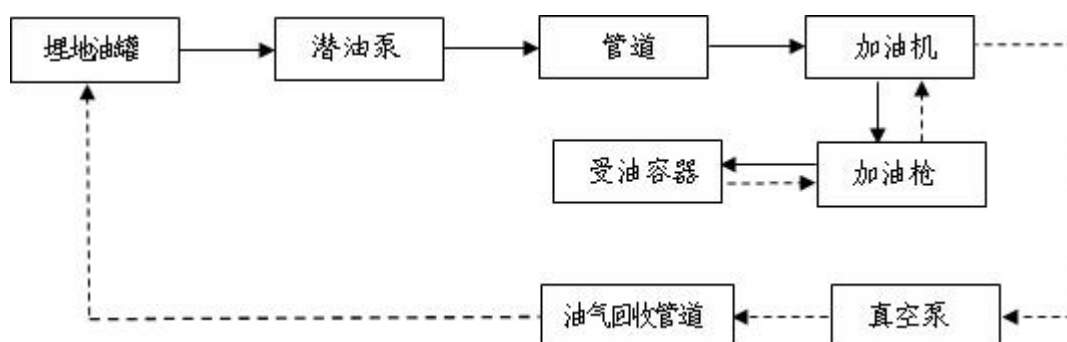 埋地油罐
潜油泵
管道
加油机
受油容器
加油枪
油气回收管道
真空泵